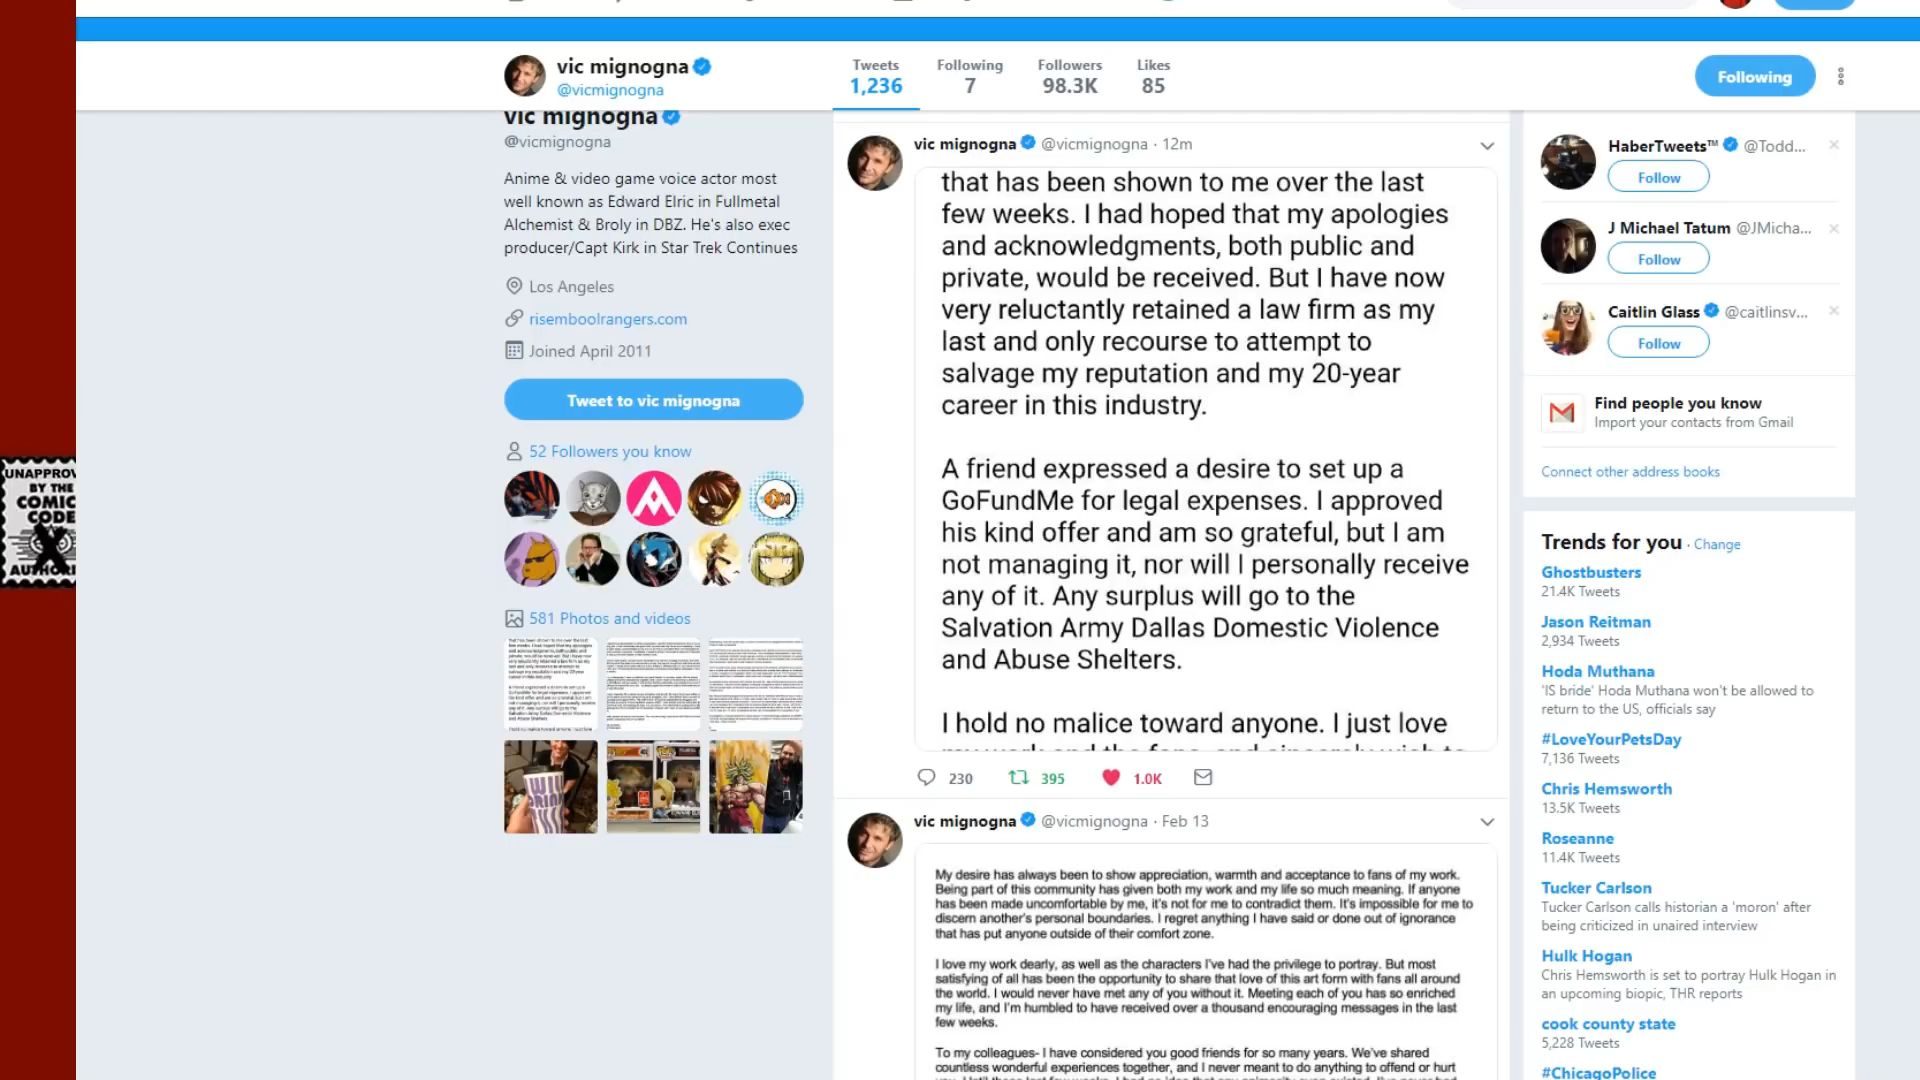 vic mignogna
@vicmignogna
Tweets
1,236
Following
7
Followers
98.3K
Likes
85
Following
vic mignogna
@vicmignogna
Anime & video game voice actor most
well known as Edward Elric in Fullmetal
Alchemist & Broly in DBZ. He's also exec
producer/Capt Kirk in Star Trek Continues
Los Angeles
risemboolrangers.com
Joined April 2011
Tweet to vic mignogna
52 Followers you know
581 Photos and videos
UNAPPROV
BY THE
COMIC
CODE
AUTHORI
vic mignogna @vicmignogna · 12m
that has been shown to me over the last
few weeks. I had hoped that my apologies
and acknowledgments, both public and
private, would be received. But I have now
very reluctantly retained a law firm as my
last and only recourse to attempt to
salvage my reputation and my 20-year
career in this industry.
A friend expressed a desire to set up a
GoFundMe for legal expenses. I approved
his kind offer and am so grateful, but I am
not managing it, nor will I personally receive
any of it. Any surplus will go to the
Salvation Army Dallas Domestic Violence
and Abuse Shelters.
I hold no malice toward anyone. I just love
my work and the fans, and sincerely wish to
230 395 1.0K
vic mignogna @vicmignogna · Feb 13
My desire has always been to show appreciation, warmth and acceptance to fans of my work.
Being part of this community has given both my work and my life so much meaning. If anyone
has been made uncomfortable by me, it's not for me to contradict them. It's impossible for me to
discern another's personal boundaries. I regret anything I have said or done out of ignorance
that has put anyone outside of their comfort zone.
I love my work dearly, as well as the characters I've had the privilege to portray. But most
satisfying of all has been the opportunity to share that love of this art form with fans all around
the world. I would never have met any of you without it. Meeting each of you has so enriched
my life, and I'm humbled to have received over a thousand encouraging messages in the last
few weeks.
To my colleagues- I have considered you good friends for so many years. We've shared
countless wonderful experiences together, and I never meant to do anything to offend or hurt
HaberTweets™ @Todd...
Follow
J Michael Tatum @JMicha...
Follow
Caitlin Glass @caitlinsv...
Follow
Find people you know
Import your contacts from Gmail
Connect other address books
Trends for you · Change
Ghostbusters
21.4K Tweets
Jason Reitman
2,934 Tweets
Hoda Muthana
'IS bride' Hoda Muthana won't be allowed to
return to the US, officials say
#LoveYourPetsDay
7,136 Tweets
Chris Hemsworth
13.5K Tweets
Roseanne
11.4K Tweets
Tucker Carlson
Tucker Carlson calls historian a 'moron' after
being criticized in unaired interview
Hulk Hogan
Chris Hemsworth is set to portray Hulk Hogan in
an upcoming biopic, THR reports
cook county state
5,228 Tweets
#ChicagoPolice